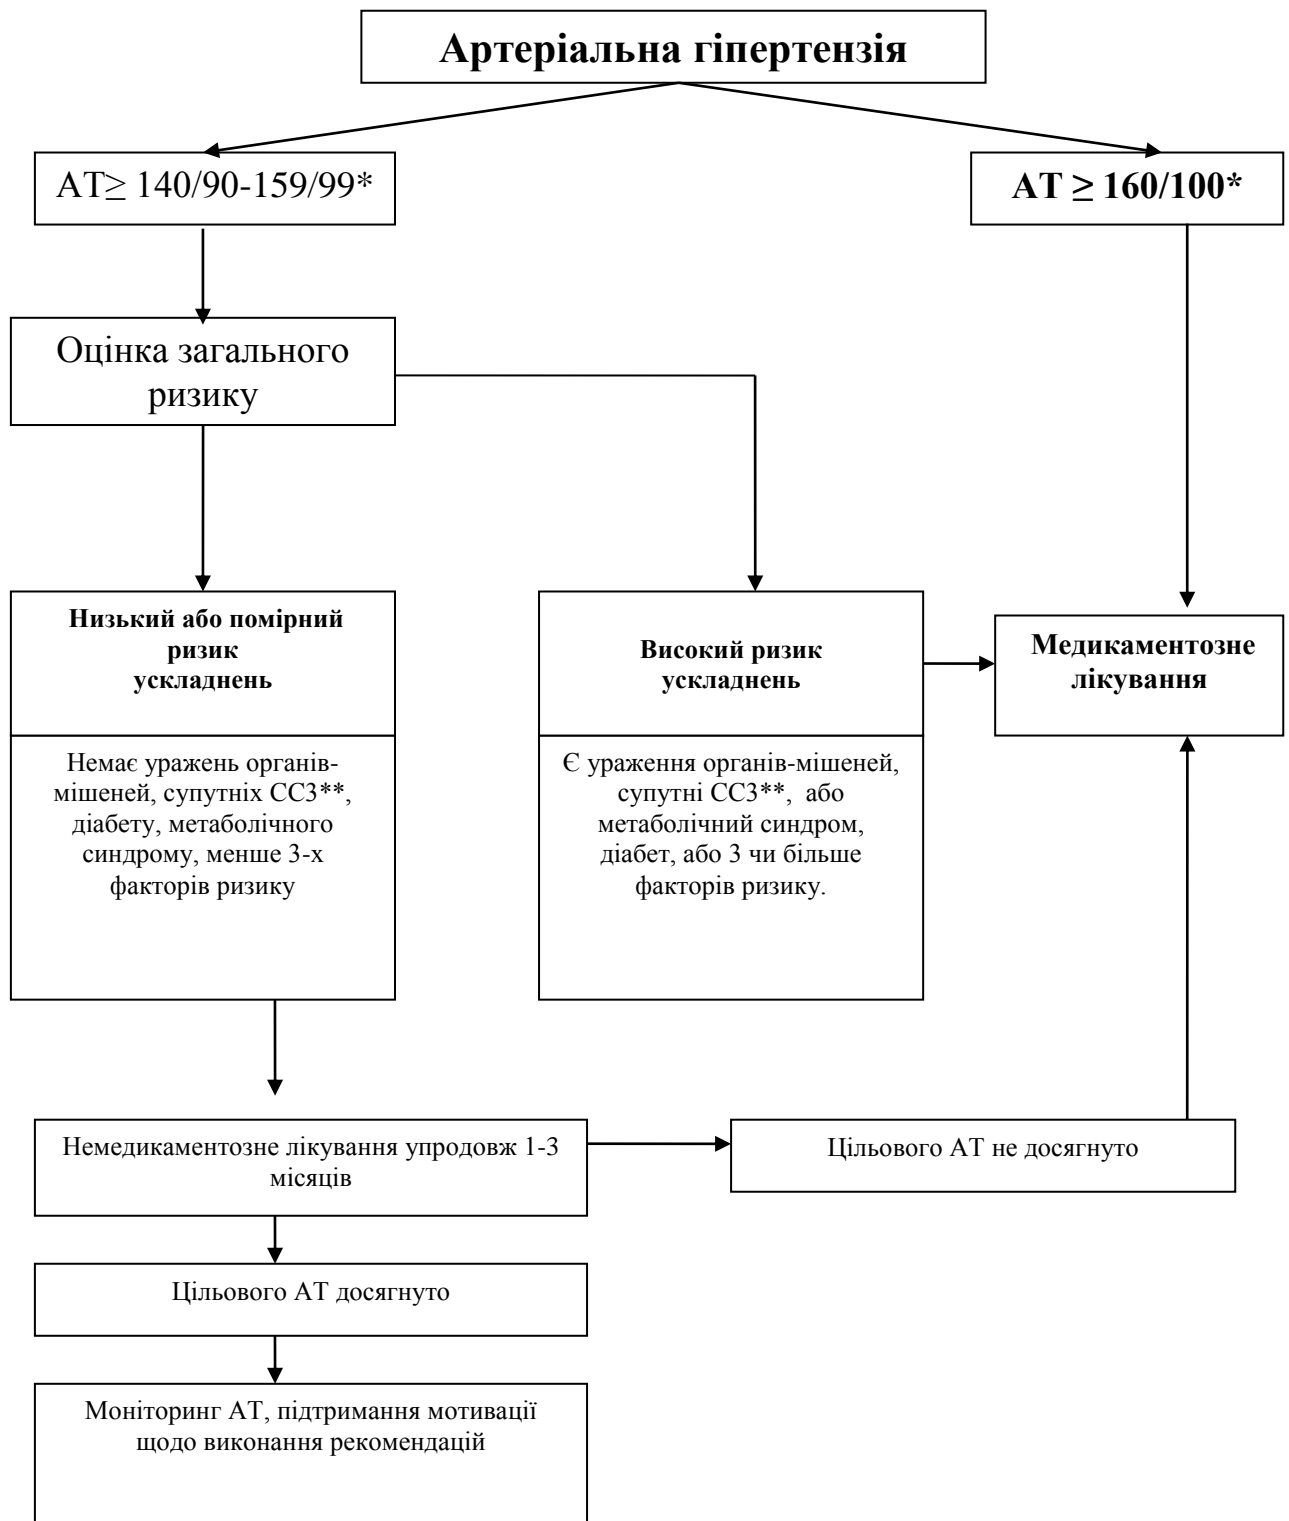 Артеріальна гіпертензія
АТ≥ 140/90-159/99*
АТ ≥ 160/100*
Оцінка загального
ризику
Низький або помірний
ризик
ускладнень
Немає уражень органів-
мішеней, супутніх ССЗ**,
діабету, метаболічного
синдрому, менше 3-х
факторів ризику
Високий ризик
ускладнень
Є ураження органів-мішеней,
супутні ССЗ**, або
метаболічний синдром,
діабет, або 3 чи більше
факторів ризику.
Медикаментозне
лікування
Немедикаментозне лікування упродовж 1-3
місяців
Цільового АТ не досягнуто
Цільового АТ досягнуто
Моніторинг АТ, підтримання мотивації
щодо виконання рекомендацій